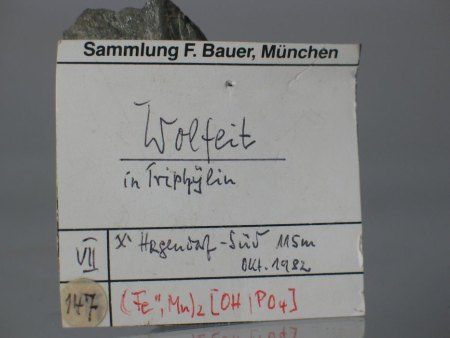 Sammlung F. Bauer, München
Wolfeit
in Triphylin
VII X' Hagendorf-Süd 115m
Okt. 1982
147 (Fe'', Mn)2 [OH | PO4]